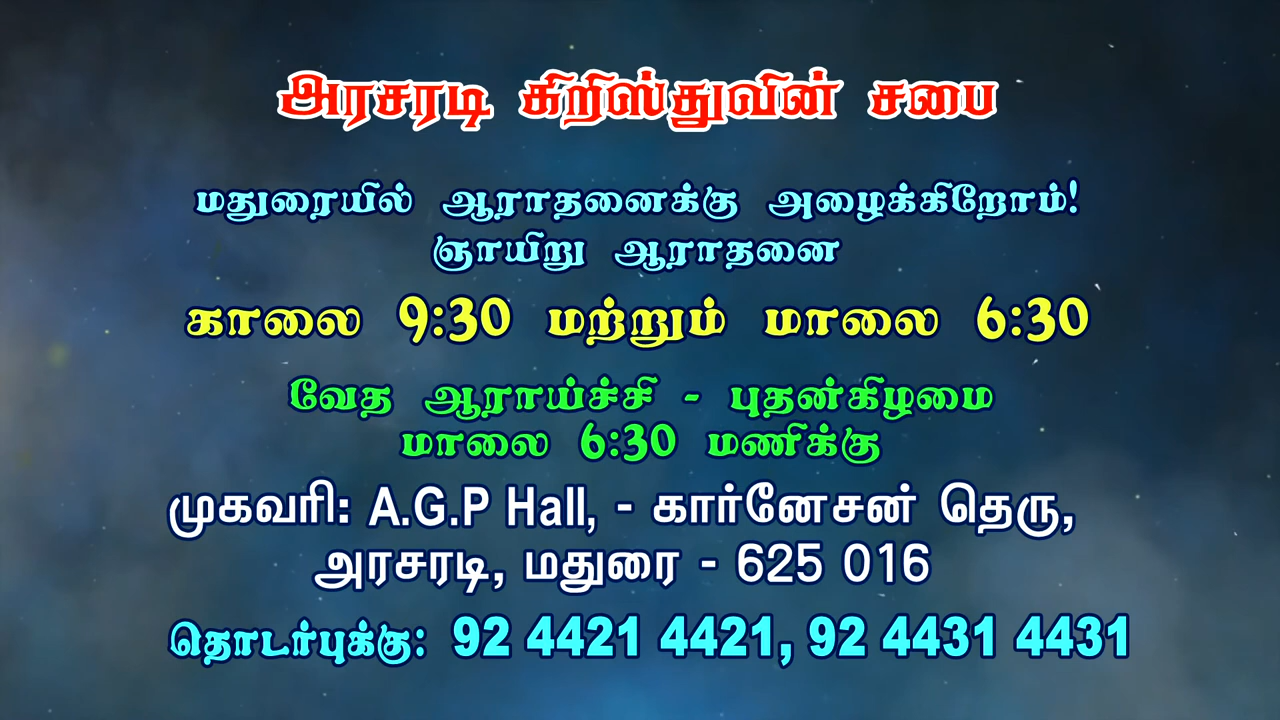 அரசரடி கிறிஸ்துவின் சபை
மதுரையில் ஆராதனைக்கு அழைக்கிறோம்!
ஞாயிறு ஆராதனை
காலை 9:30 மற்றும் மாலை 6:30
வேத ஆராய்ச்சி - புதன்கிழமை
மாலை 6:30 மணிக்கு
முகவரி: A.G.P Hall, - கார்னேசன் தெரு,
அரசரடி, மதுரை - 625 016
தொடர்புக்கு: 92 4421 4421, 92 4431 4431